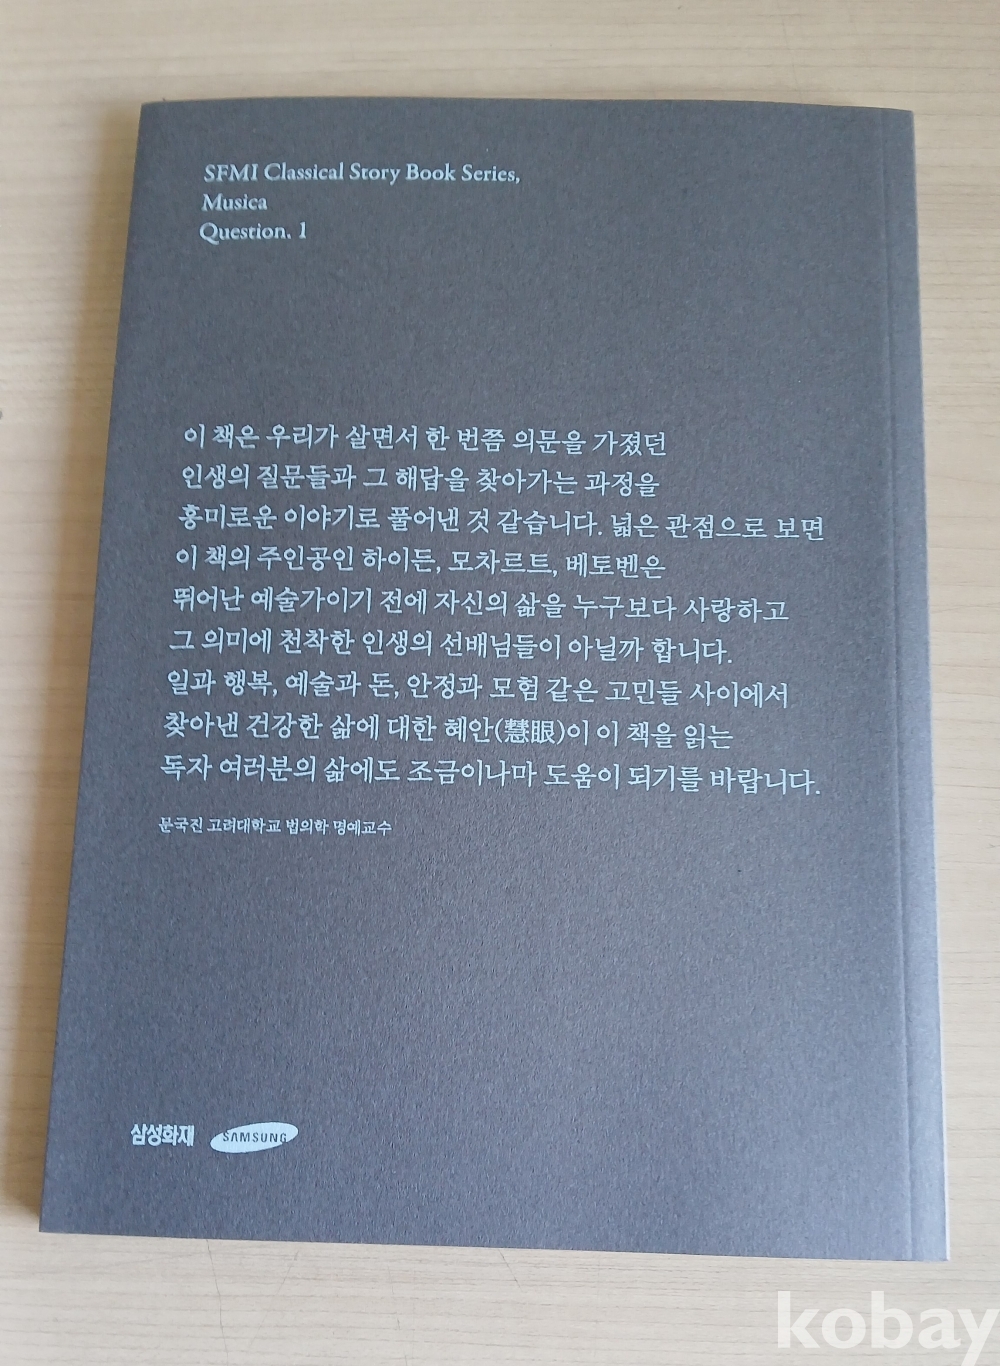 SFMI Classical Story Book Series,
Musica
Question. 1
이 책은 우리가 살면서 한 번쯤 의문을 가졌던
인생의 질문들과 그 해답을 찾아가는 과정을
흥미로운 이야기로 풀어낸 것 같습니다. 넓은 관점으로 보면
이 책의 주인공인 하이든, 모차르트, 베토벤은
뛰어난 예술가이기 전에 자신의 삶을 누구보다 사랑하고
그 의미에 천착한 인생의 선배님들이 아닐까 합니다.
일과 행복, 예술과 돈, 안정과 모험 같은 고민들 사이에서
찾아낸 건강한 삶에 대한 혜안(慧眼)이 이 책을 읽는
독자 여러분의 삶에도 조금이나마 도움이 되기를 바랍니다.
문국진 고려대학교 법의학 명예교수
삼성화재 SAMSUNG
kobay